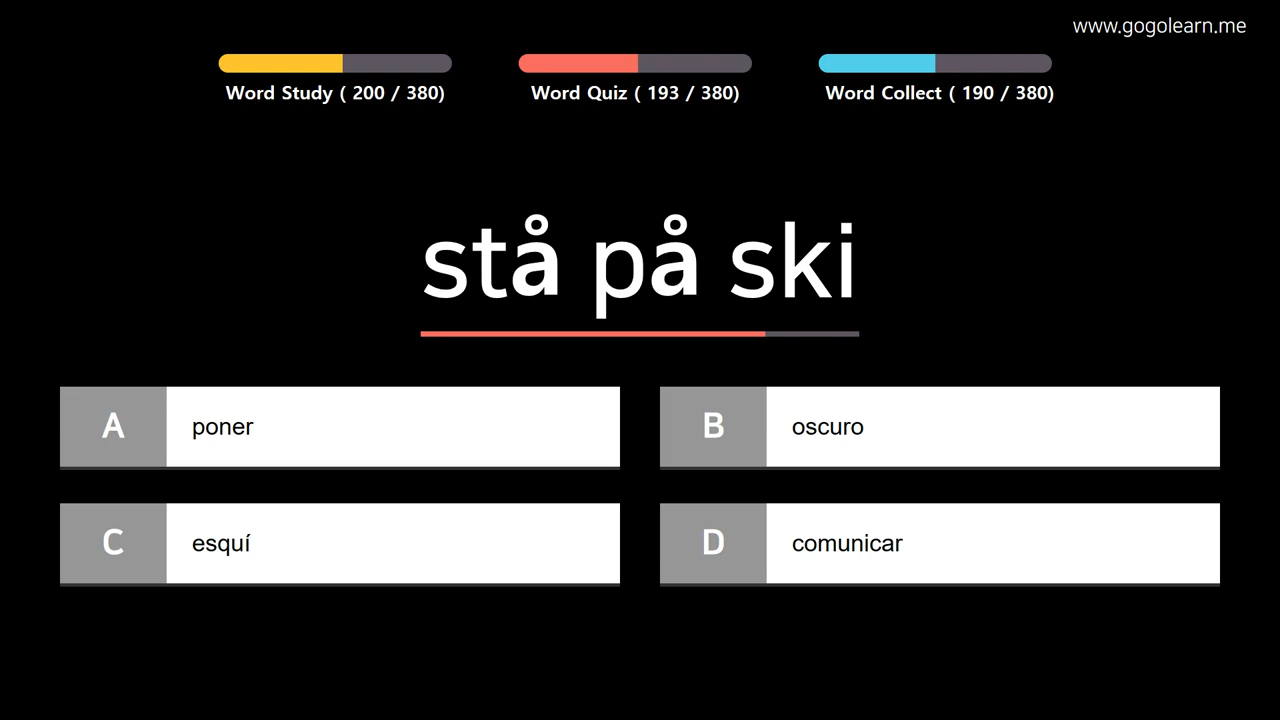 www.gogolearn.me
Word Study ( 200 / 380)
Word Quiz ( 193 / 380)
Word Collect ( 190 / 380)
stå på ski
A poner
B oscuro
C esquí
D comunicar